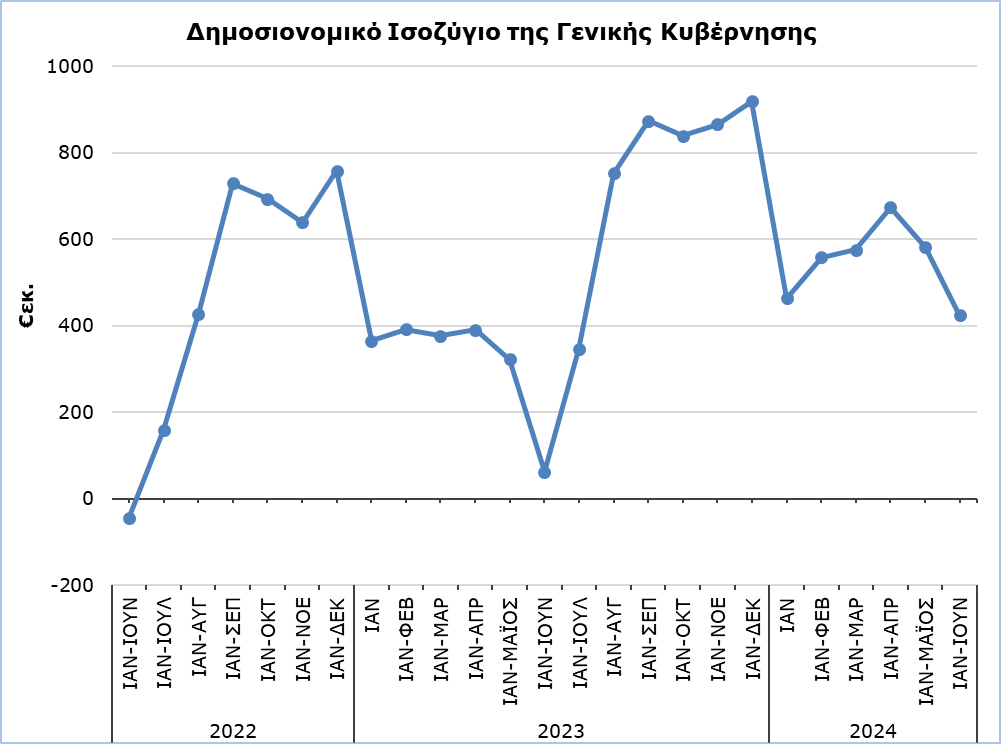 Δημοσιονομικό Ισοζύγιο της Γενικής Κυβέρνησης
€εκ.
1000
800
600
400
200
0
-200
ΙΑΝ-ΙΟΥΝ
ΙΑΝ-ΙΟΥΛ
ΙΑΝ-ΑΥΓ
ΙΑΝ-ΣΕΠ
ΙΑΝ-ΟΚΤ
ΙΑΝ-ΝΟΕ
ΙΑΝ-ΔΕΚ
ΙΑΝ
ΙΑΝ-ΦΕΒ
ΙΑΝ-ΜΑΡ
ΙΑΝ-ΑΠΡ
ΙΑΝ-ΜΑΪΟΣ
ΙΑΝ-ΙΟΥΝ
ΙΑΝ-ΙΟΥΛ
ΙΑΝ-ΑΥΓ
ΙΑΝ-ΣΕΠ
ΙΑΝ-ΟΚΤ
ΙΑΝ-ΝΟΕ
ΙΑΝ-ΔΕΚ
ΙΑΝ
ΙΑΝ-ΦΕΒ
ΙΑΝ-ΜΑΡ
ΙΑΝ-ΑΠΡ
ΙΑΝ-ΜΑΪΟΣ
ΙΑΝ-ΙΟΥΝ
2022
2023
2024